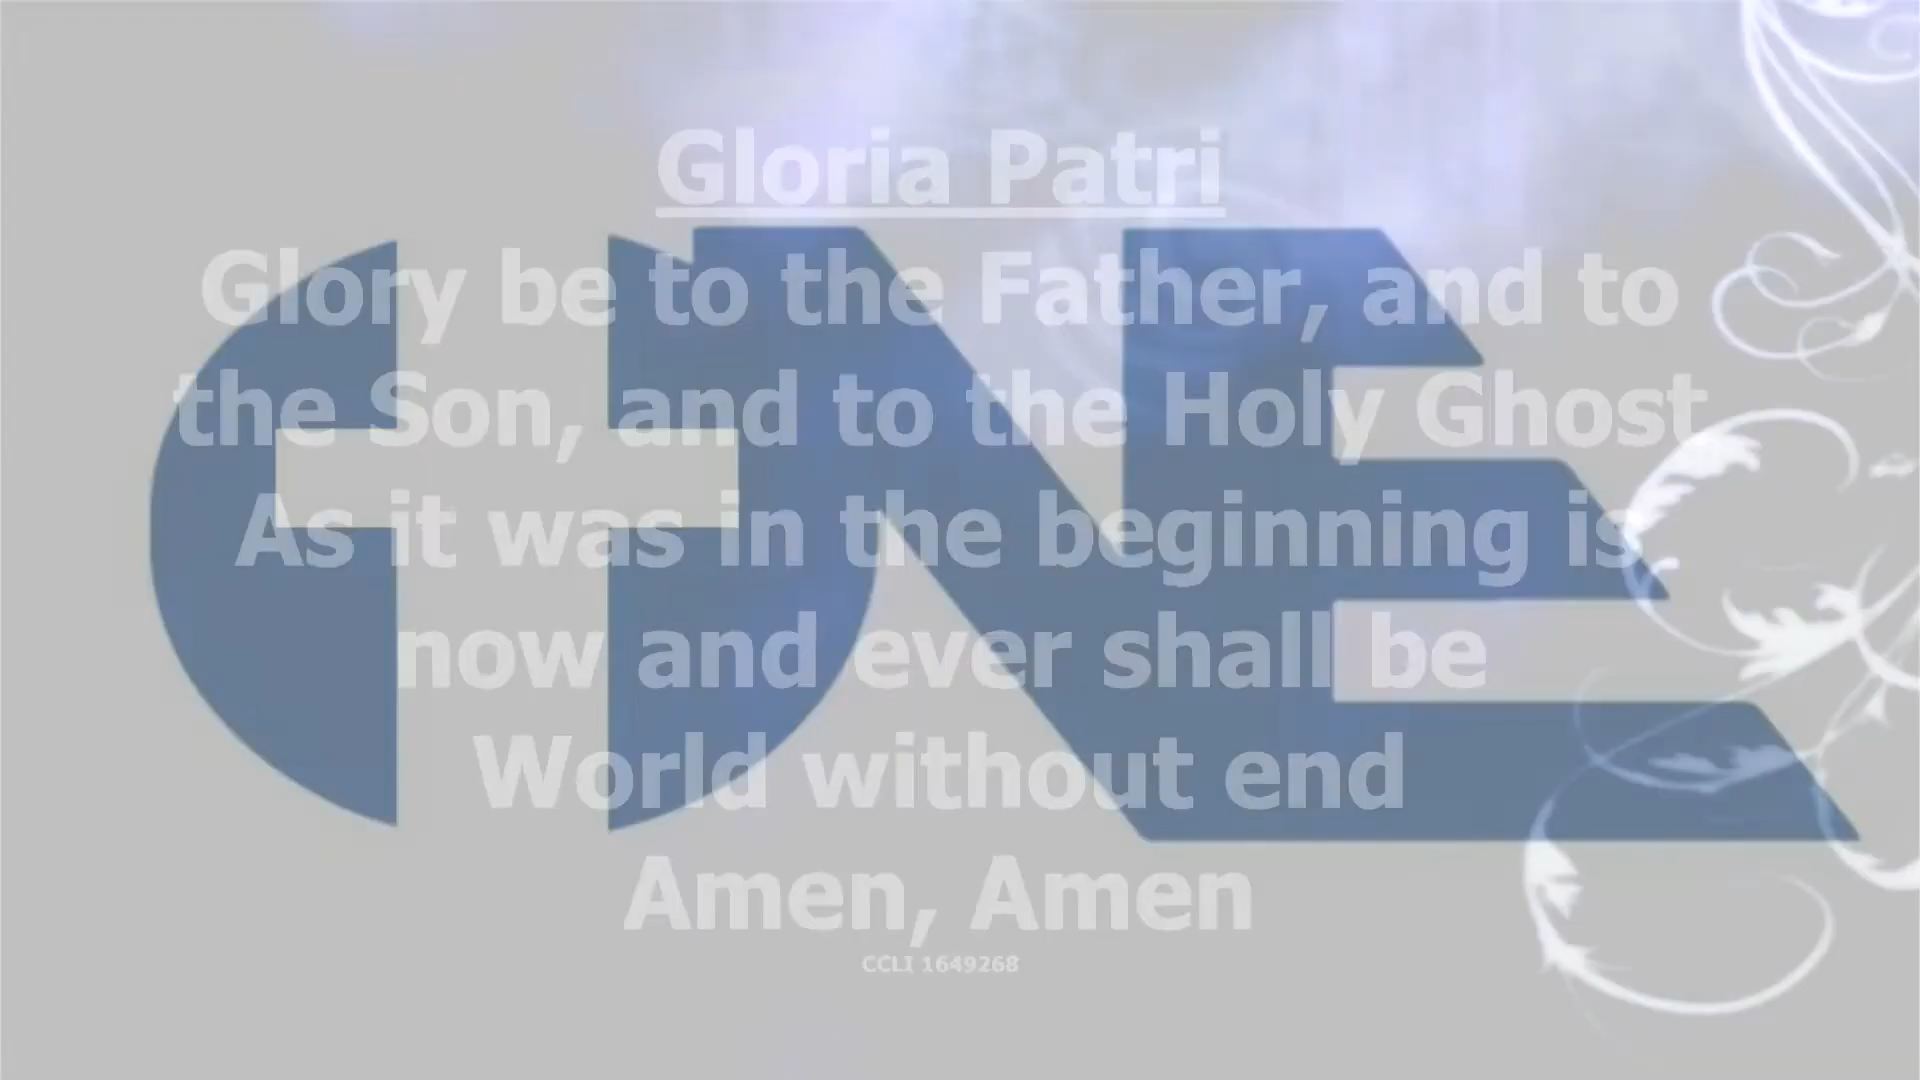 Gloria Patri
Glory be to the Father, and to
the Son, and to the Holy Ghost
As it was in the beginning is
now and ever shall be
World without end
Amen, Amen
CCLI 1649268
ONE